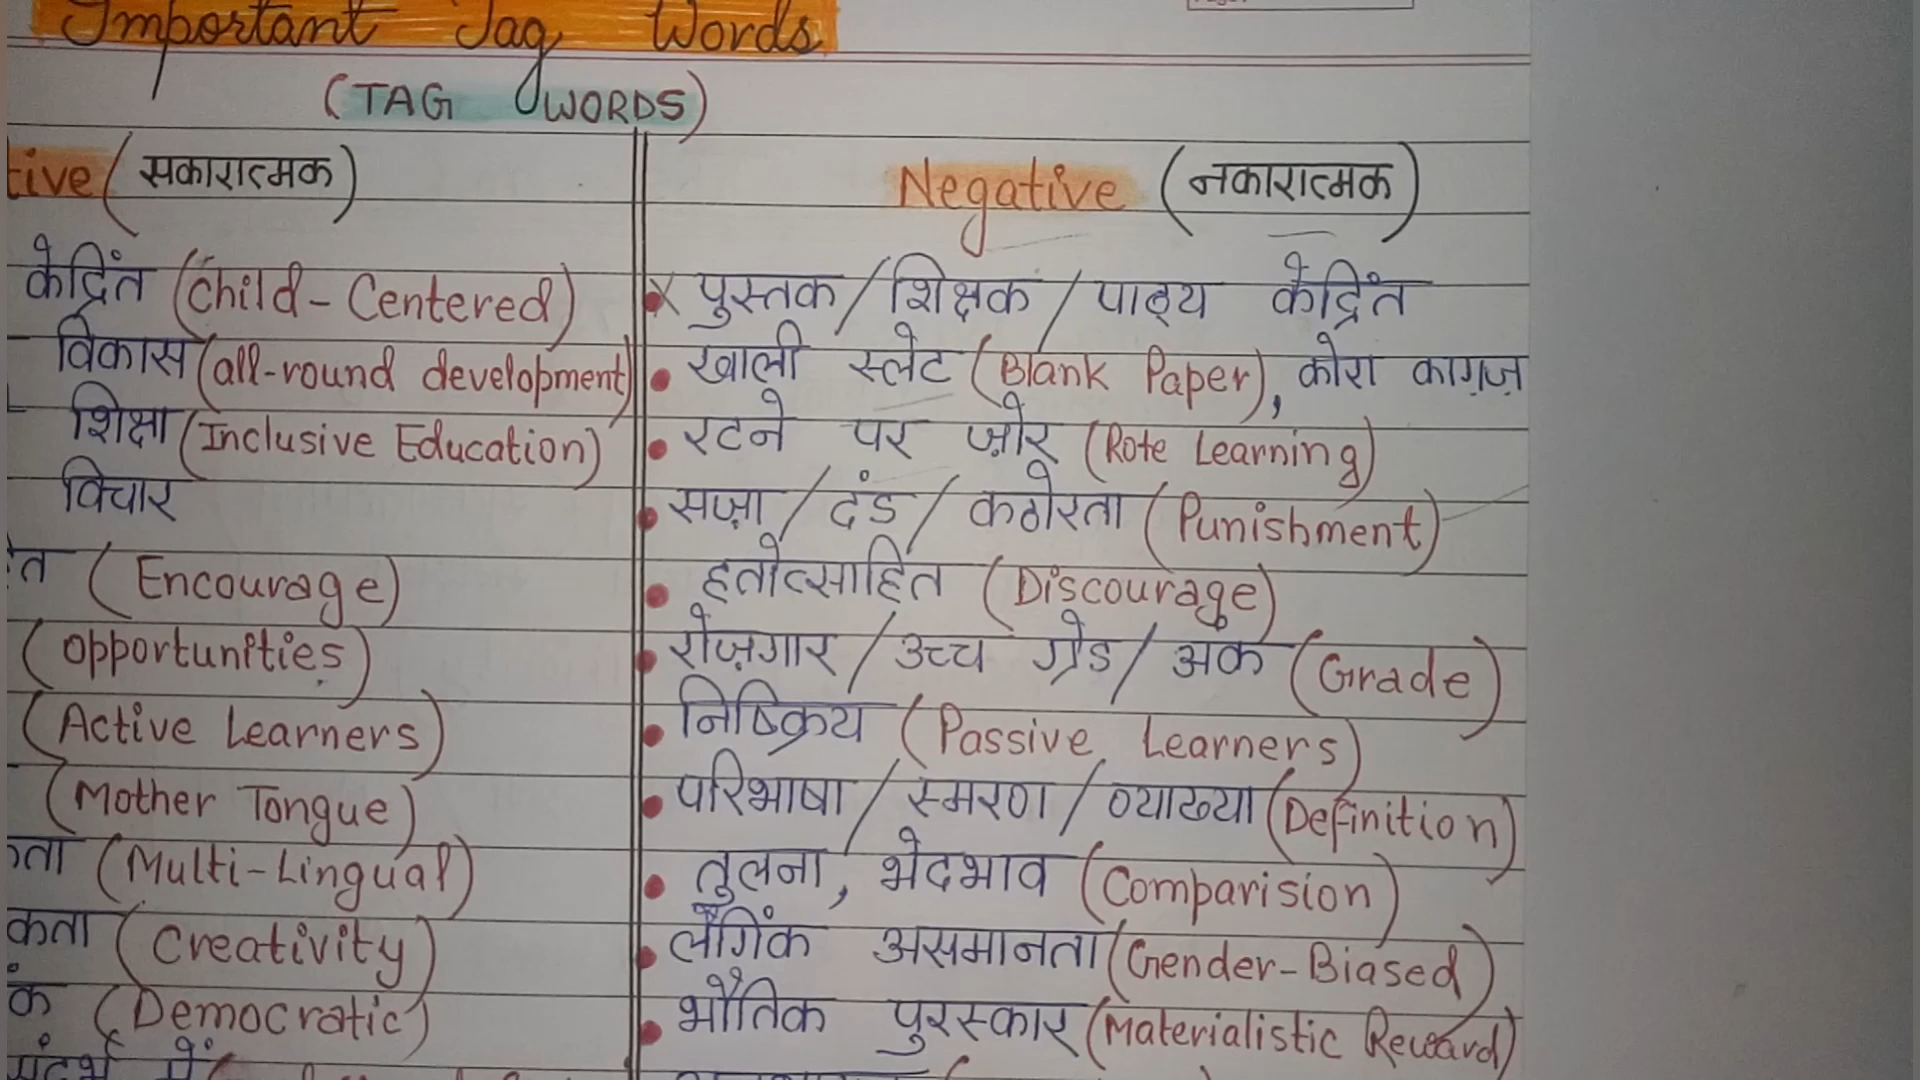 Important Tag Words
(TAG WORDS)
tive (सकारात्मक)
केंद्रित (Child-Centered)
विकास (all-round development)
शिक्षा (Inclusive Education)
विचार
(Encourage)
(Opportunities)
(Active Learners)
(Mother Tongue)
(Multi-Lingual)
(Creativity)
(Democratic)
Negative (नकारात्मक)
पुस्तक / शिक्षक / पाठ्य केंद्रित
• खाली स्लेट (Blank Paper), कोरा काग़ज़
• रटने पर ज़ोर (Rote Learning)
• सज़ा / दंड / कठोरता (Punishment)
• हतोत्साहित (Discourage)
• रोज़गार / उच्च ग्रेड / अंक (Grade)
• निष्क्रिय (Passive Learners)
• परिभाषा / स्मरण / व्याख्या (Definition)
• तुलना, भेदभाव (Comparision)
• लैंगिक असमानता (Gender-Biased)
• भौतिक पुरस्कार (Materialistic Reward)